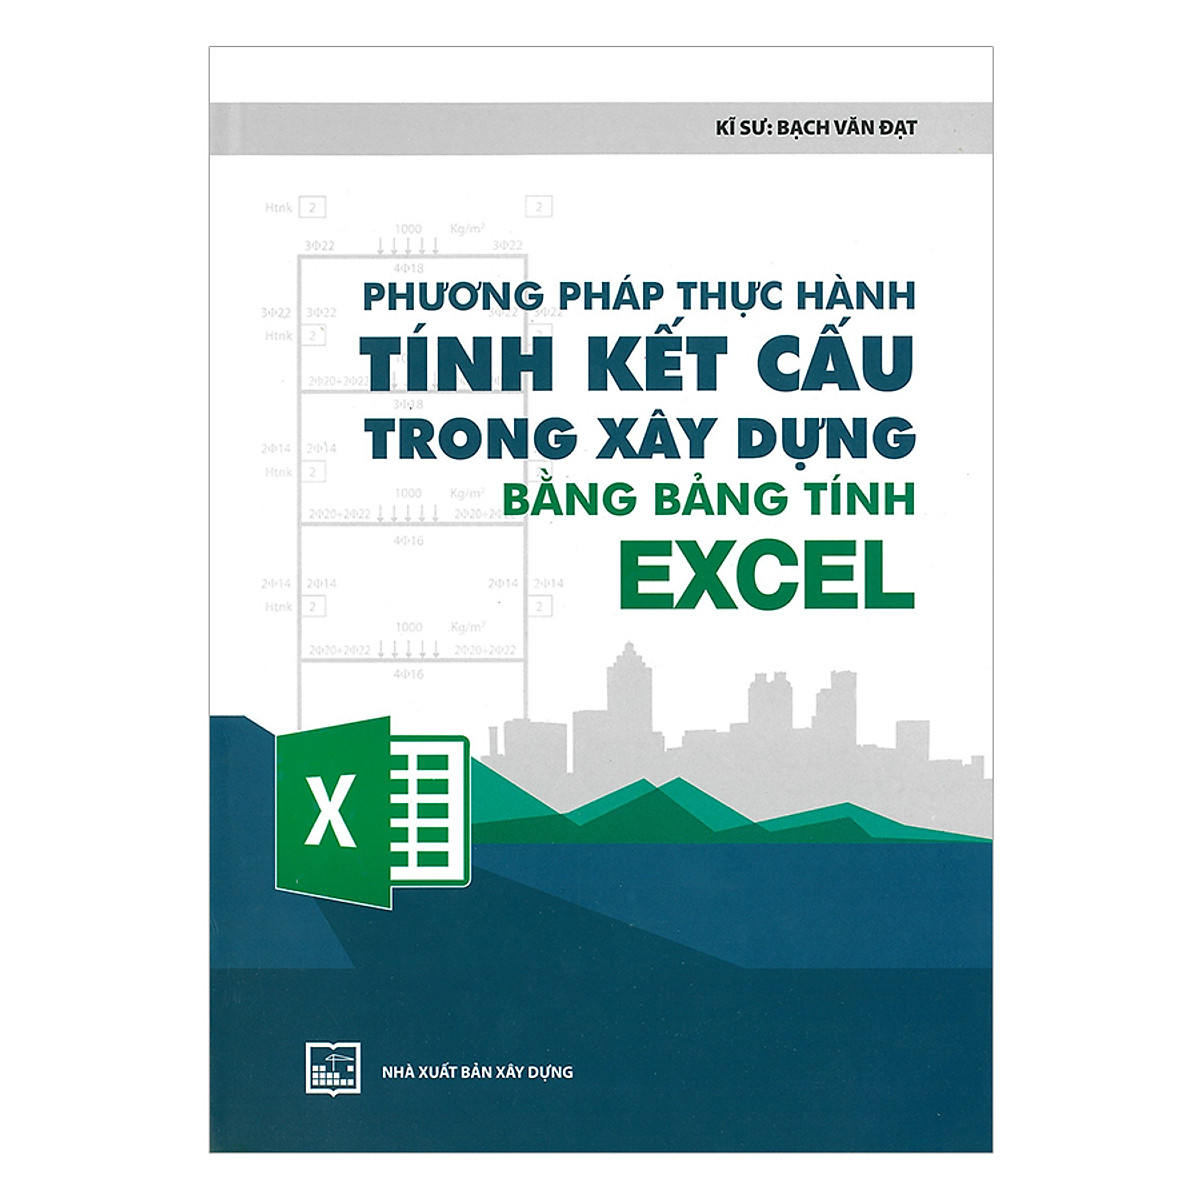 KĨ SƯ: BẠCH VĂN ĐẠT
Htnk 2 2
1000 Kg/m²
3Φ22 3Φ22
4Φ18
PHƯƠNG PHÁP THỰC HÀNH
3Φ22 3Φ22 3Φ22 3Φ22
Htnk 2
TÍNH KẾT CẤU
2Φ20+2Φ22
3Φ18
TRONG XÂY DỰNG
2Φ14 2Φ14
Htnk 2
BẰNG BẢNG TÍNH
1000 Kg/m²
2Φ20+2Φ22 2Φ20+2Φ22
4Φ16
EXCEL
2Φ14 2Φ14 2Φ14 2Φ14
Htnk 2 2
1000 Kg/m²
2Φ20+2Φ22 2Φ20+2Φ22
4Φ16
X
NHÀ XUẤT BẢN XÂY DỰNG